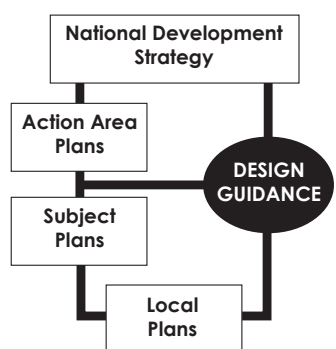 National Development
Strategy
Action Area
Plans
DESIGN
GUIDANCE
Subject
Plans
Local
Plans